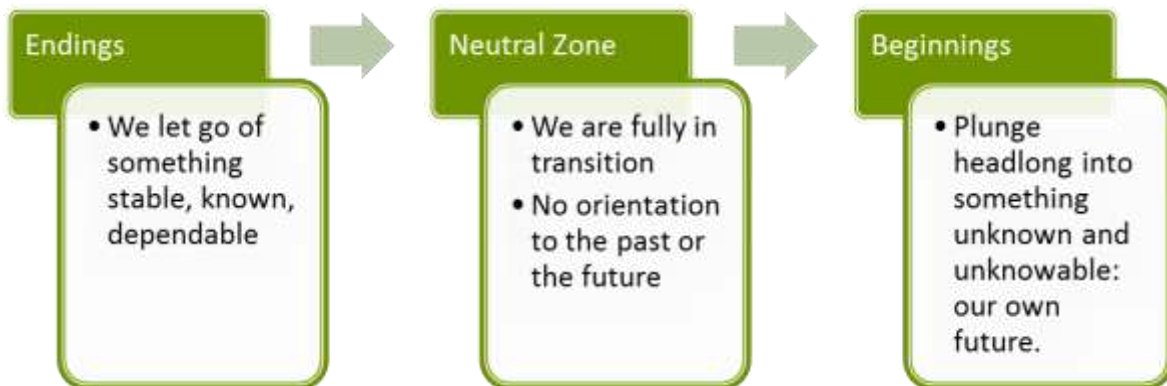 Endings
• We let go of
something
stable, known,
dependable
Neutral Zone
• We are fully in
transition
• No orientation
to the past or
the future
Beginnings
• Plunge
headlong into
something
unknown and
unknowable:
our own
future.